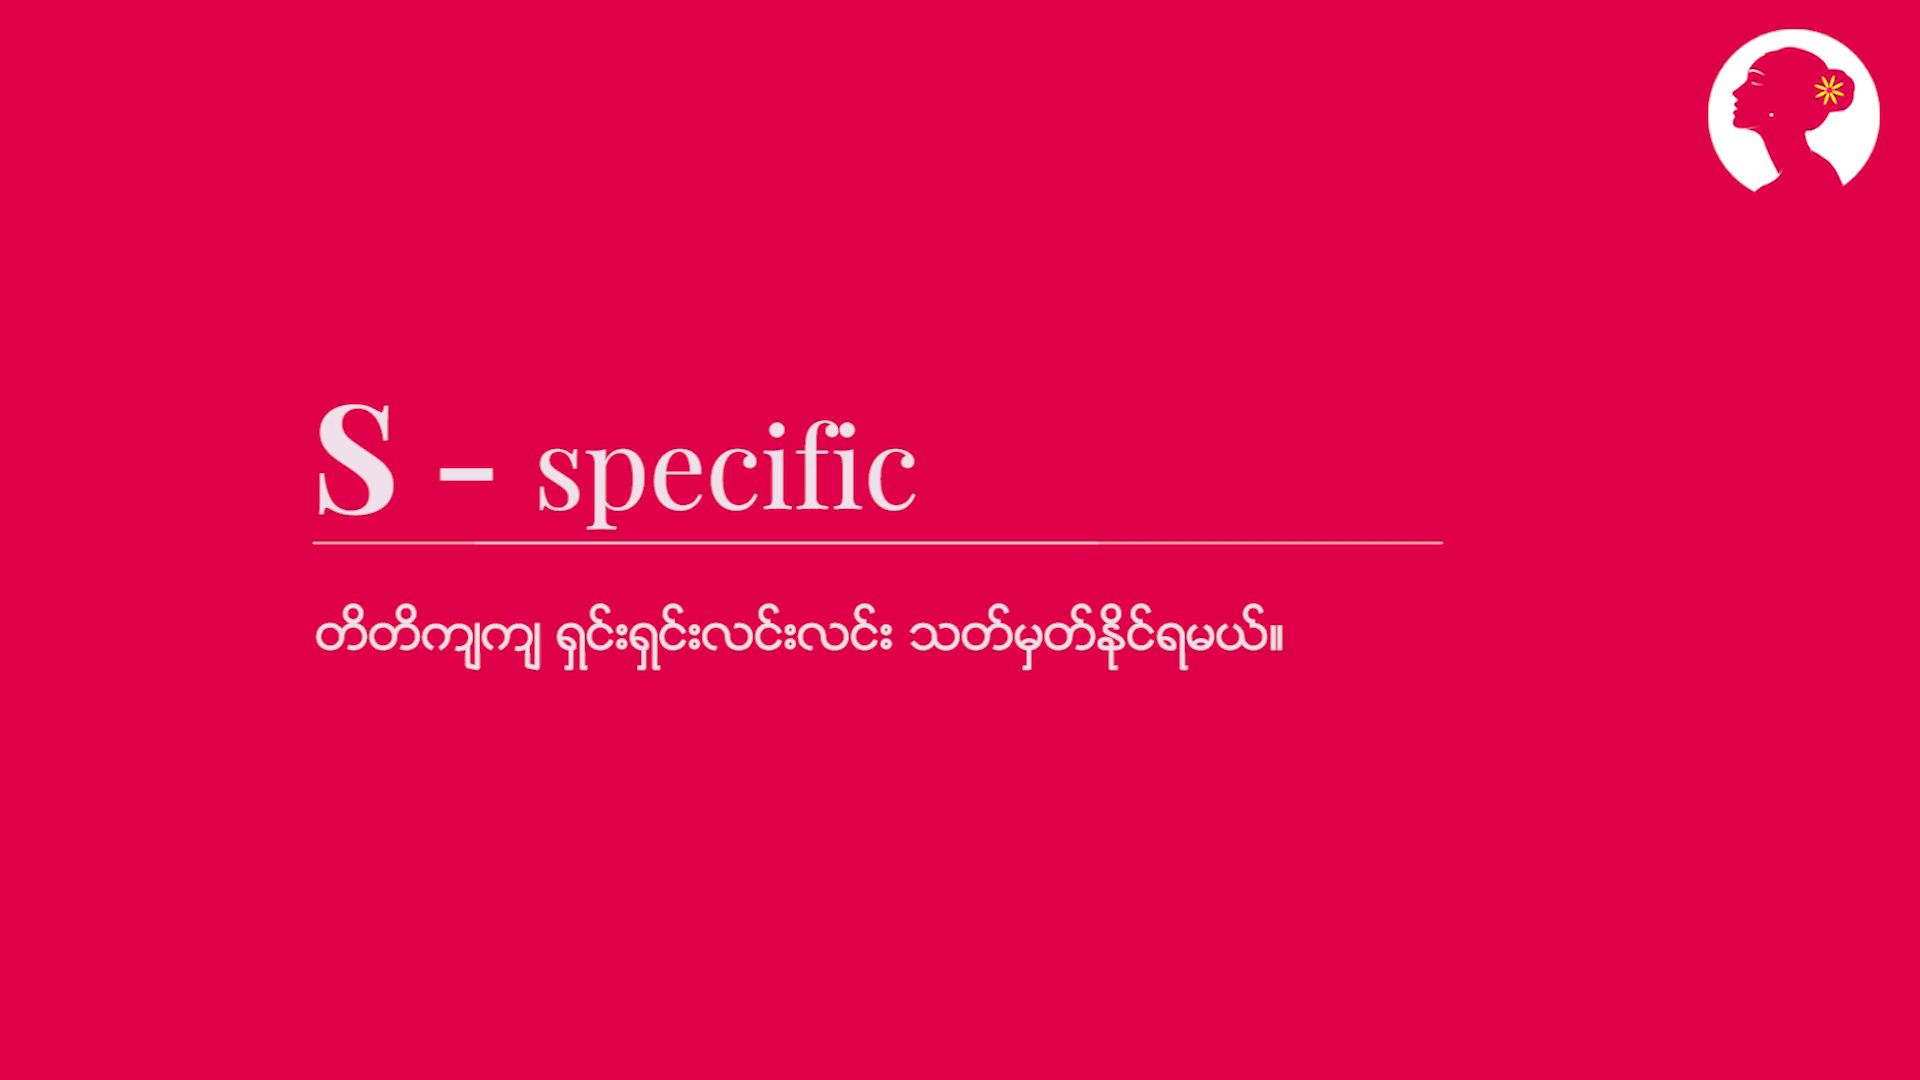 S - specific
တိတိကျကျ ရှင်းရှင်းလင်းလင်း သတ်မှတ်နိုင်ရမယ်။